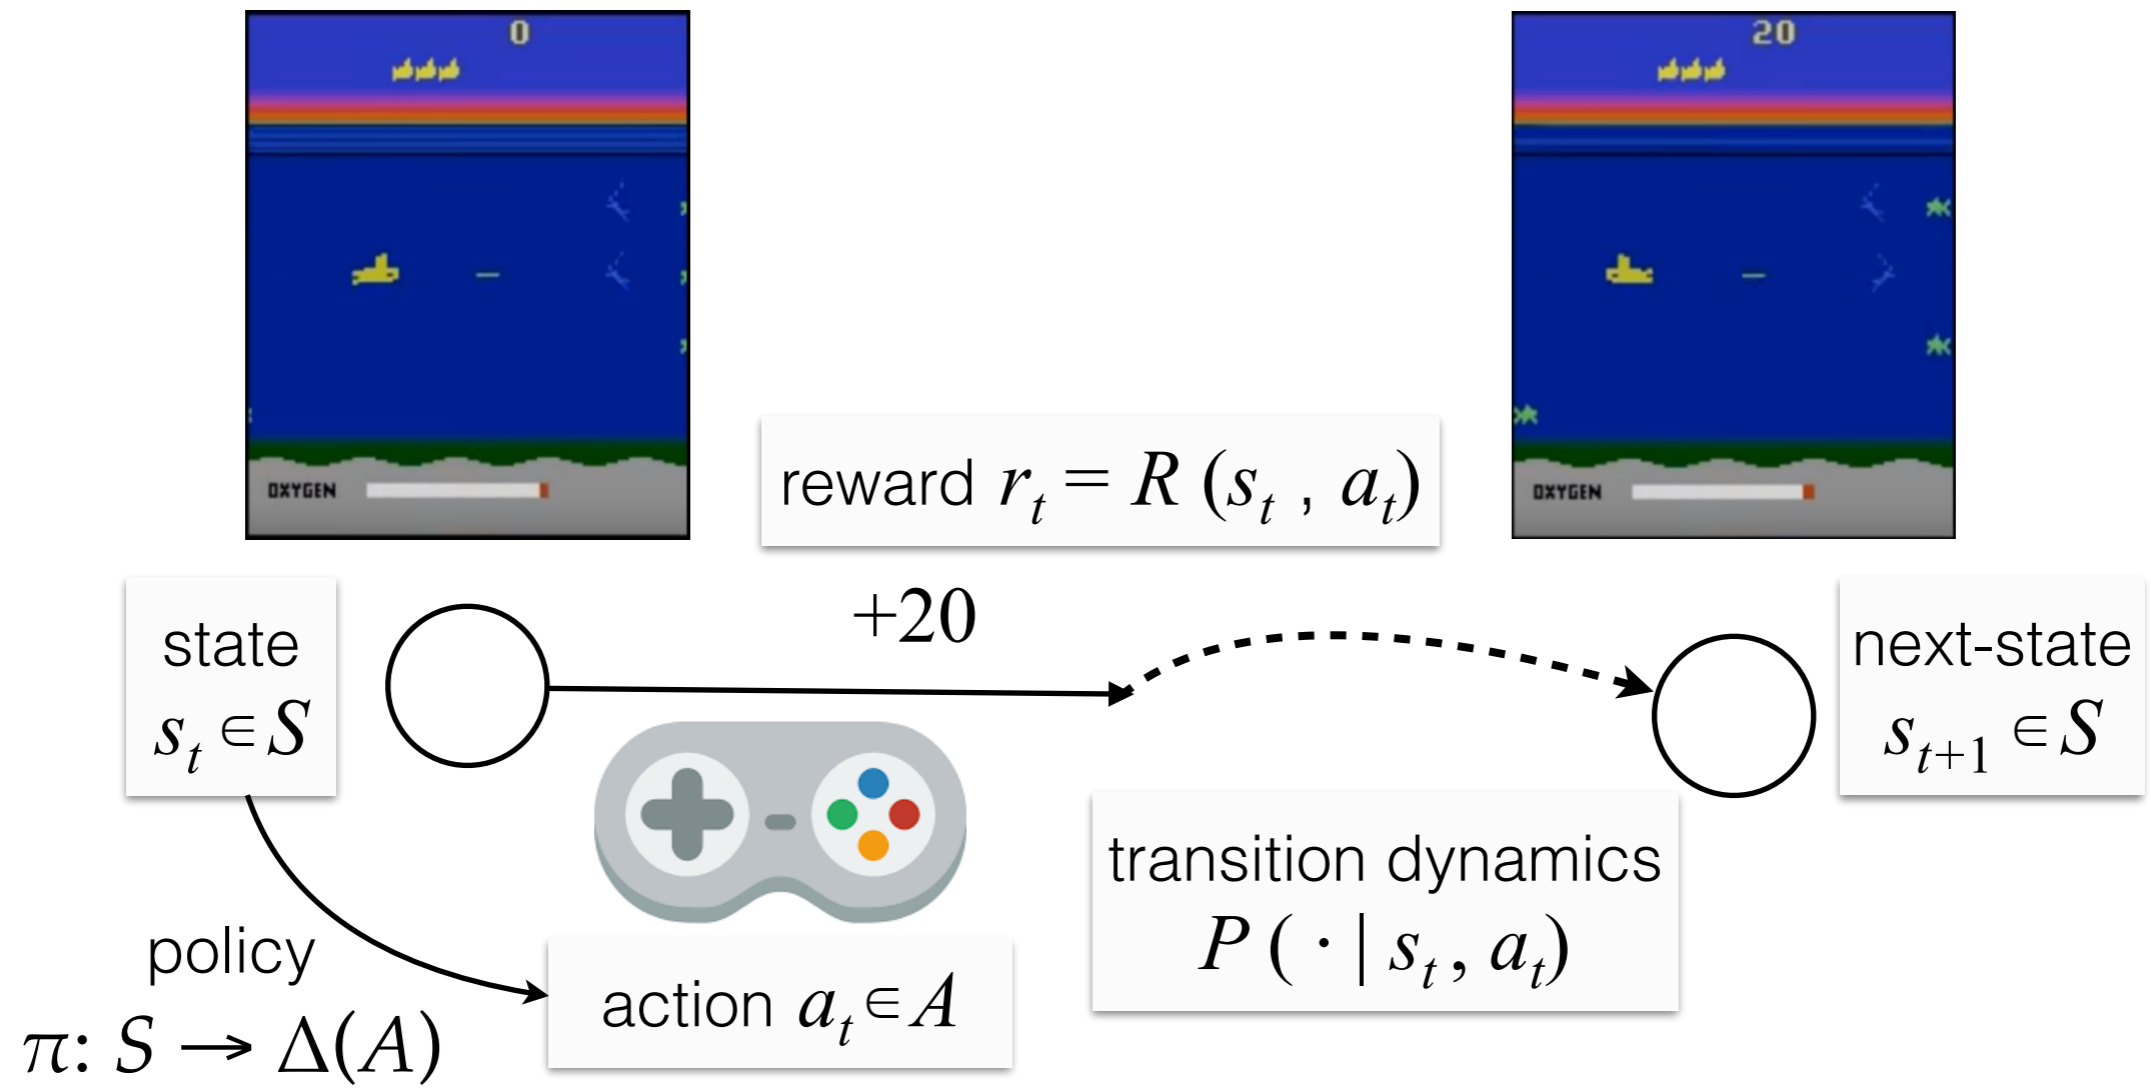 0
20
OXYGEN
OXYGEN
reward r_t = R (s_t , a_t)
+20
state
s_t ∈ S
next-state
s_{t+1} ∈ S
transition dynamics
P ( · | s_t , a_t)
policy
π: S → Δ(A)
action a_t ∈ A